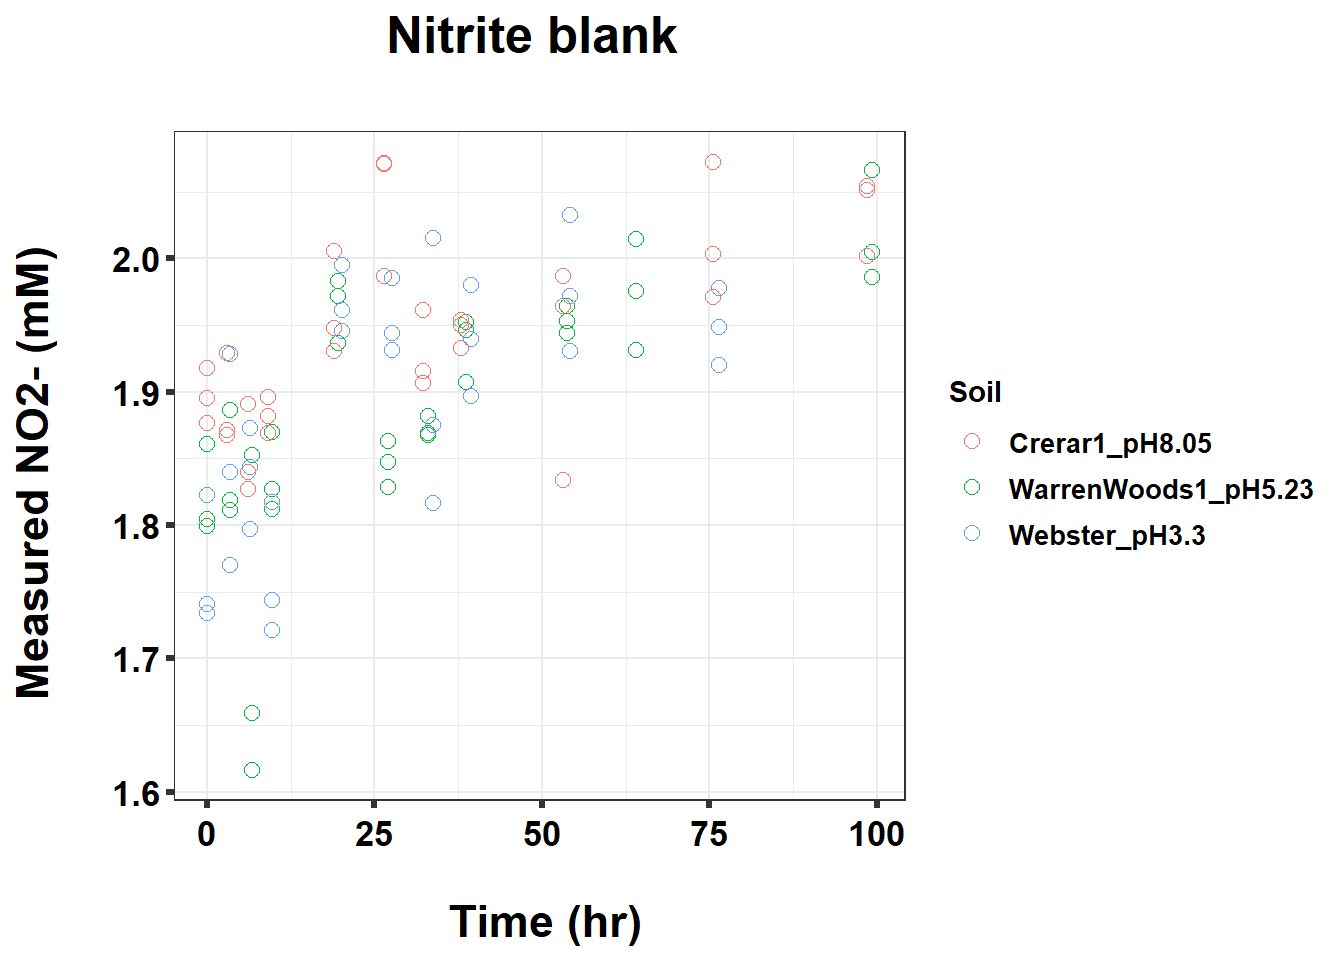 Nitrite blank
Measured NO2- (mM)
2.0
1.9
1.8
1.7
1.6
0 25 50 75 100
Time (hr)
Soil
Crerar1_pH8.05
WarrenWoods1_pH5.23
Webster_pH3.3